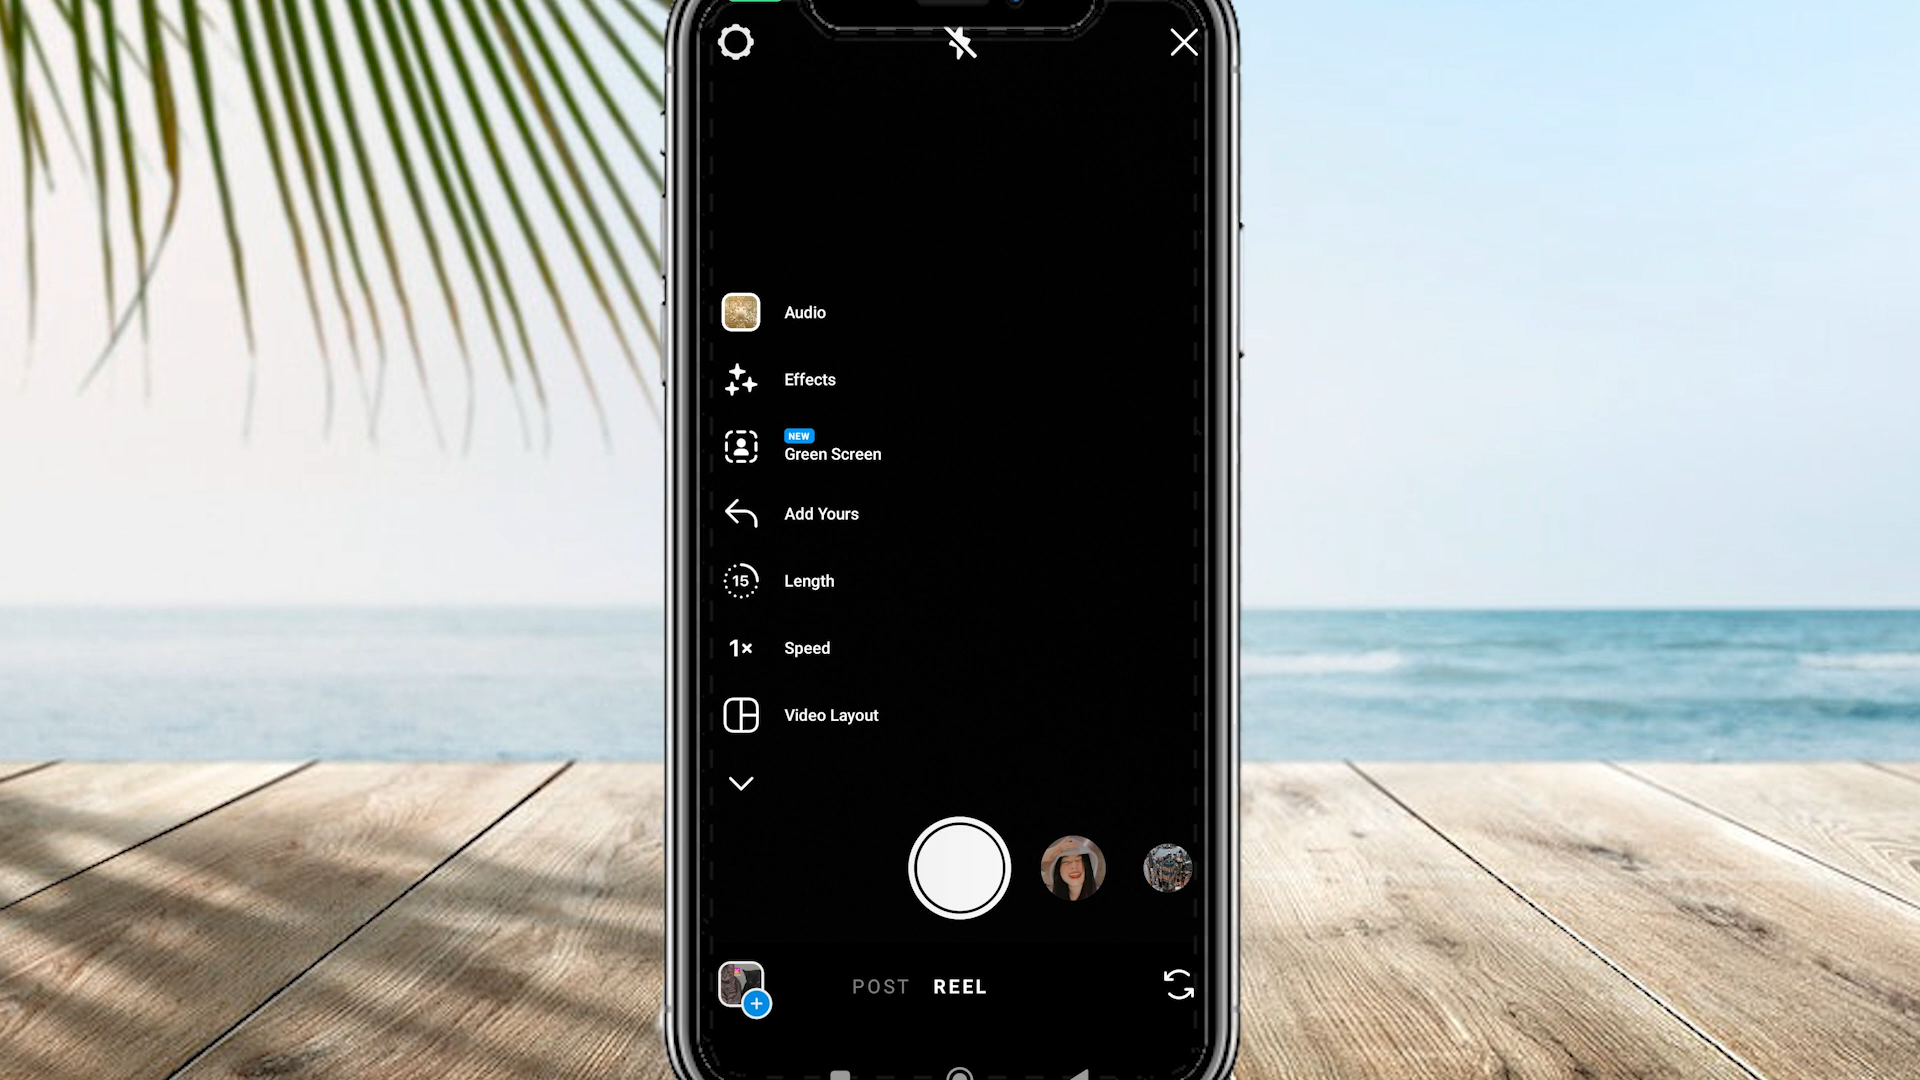 Audio
Effects
NEW
Green Screen
Add Yours
15 Length
1× Speed
Video Layout
POST REEL